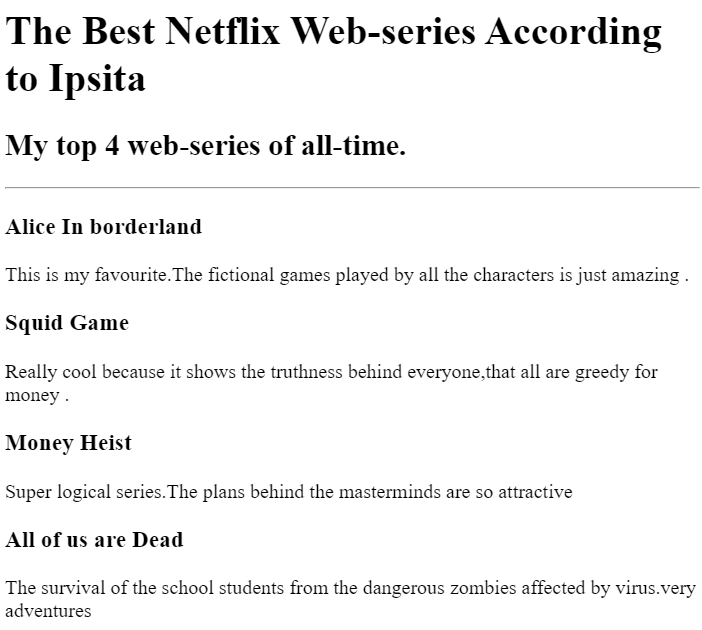 The Best Netflix Web-series According
to Ipsita
My top 4 web-series of all-time.
Alice In borderland
This is my favourite.The fictional games played by all the characters is just amazing .
Squid Game
Really cool because it shows the truthness behind everyone,that all are greedy for
money .
Money Heist
Super logical series.The plans behind the masterminds are so attractive
All of us are Dead
The survival of the school students from the dangerous zombies affected by virus.very
adventures